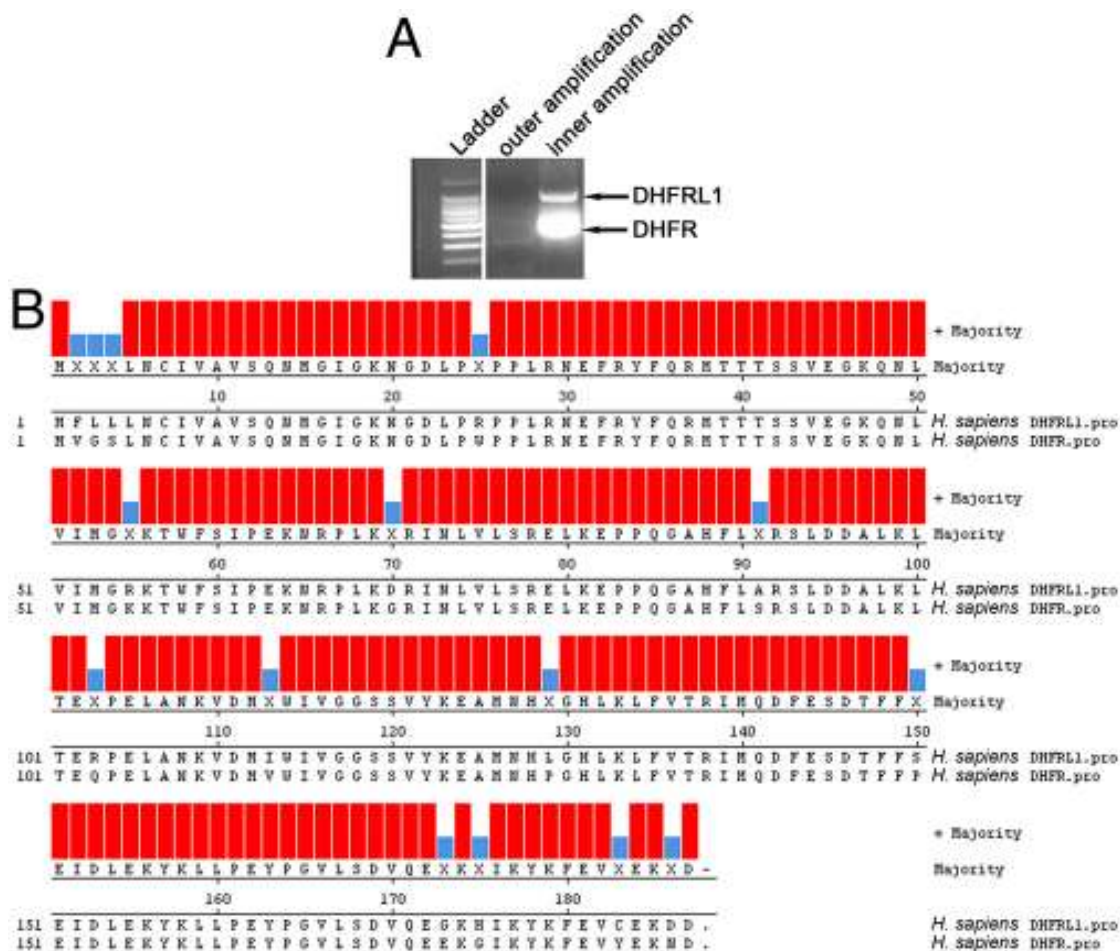 A
Ladder
outer amplification
inner amplification
DHFRL1
DHFR
B
+ Majority
M X X X L N C I V A V S Q N M G I G K N G D L P X P P L R N E F R Y F Q R M T T T S S V E G K Q N L Majority
10 20 30 40 50
1 M F L L L N C I V A V S Q N M G I G K N G D L P R P P L R N E F R Y F Q R M T T T S S V E G K Q N L H. sapiens DHFRL1.pro
1 M V G S L N C I V A V S Q N M G I G K N G D L P W P P L R N E F R Y F Q R M T T T S S V E G K Q N L H. sapiens DHFR.pro
+ Majority
V I M G X K T W F S I P E K N R P L K X R I N L V L S R E L K E P P Q G A H F L X R S L D D A L K L Majority
60 70 80 90 100
51 V I M G R K T W F S I P E K N R P L K D R I N L V L S R E L K E P P Q G A H F L A R S L D D A L K L H. sapiens DHFRL1.pro
51 V I M G K K T W F S I P E K N R P L K G R I N L V L S R E L K E P P Q G A H F L S R S L D D A L K L H. sapiens DHFR.pro
+ Majority
T E X P E L A N K V D M X W I V G G S S V Y K E A M N H X G H L K L F V T R I M Q D F E S D T F F X Majority
110 120 130 140 150
101 T E R P E L A N K V D M I W I V G G S S V Y K E A M N H L G H L K L F V T R I M Q D F E S D T F F S H. sapiens DHFRL1.pro
101 T E Q P E L A N K V D M V W I V G G S S V Y K E A M N H P G H L K L F V T R I M Q D F E S D T F F P H. sapiens DHFR.pro
+ Majority
E I D L E K Y K L L P E Y P G V L S D V Q E X K X I K Y K F E V X E K X D - Majority
160 170 180
151 E I D L E K Y K L L P E Y P G V L S D V Q E G K H I K Y K F E V C E K D D . H. sapiens DHFRL1.pro
151 E I D L E K Y K L L P E Y P G V L S D V Q E E K G I K Y K F E V Y E K N D . H. sapiens DHFR.pro